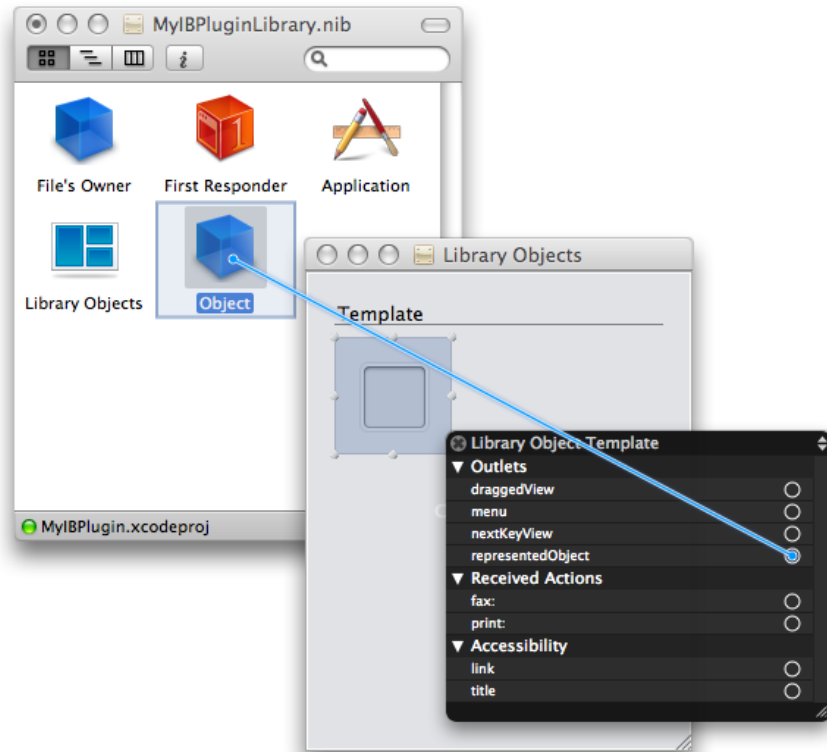 MyIBPluginLibrary.nib
File's Owner
First Responder
Application
Library Objects
Object
MyIBPlugin.xcodeproj
Library Objects
Template
Library Object Template
Outlets
draggedView
menu
nextKeyView
representedObject
Received Actions
fax:
print:
Accessibility
link
title